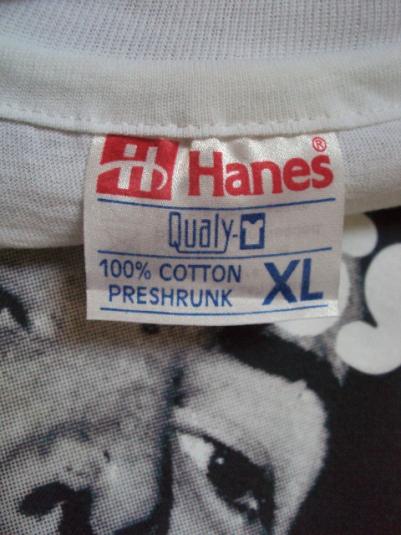 Hanes®
Qualy-
100% COTTON
PRESHRUNK
XL